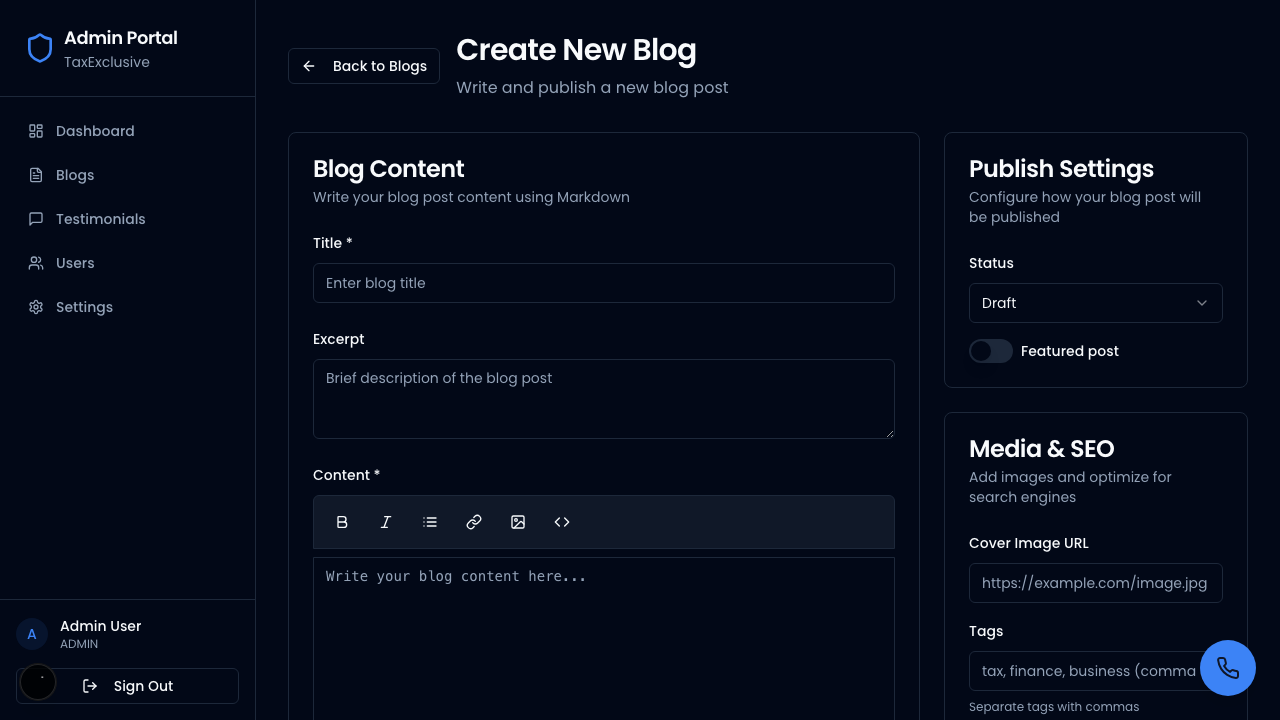 Admin Portal
TaxExclusive
Dashboard
Blogs
Testimonials
Users
Settings
Admin User
ADMIN
A
Sign Out
Back to Blogs
Create New Blog
Write and publish a new blog post
Blog Content
Write your blog post content using Markdown
Title *
Enter blog title
Excerpt
Brief description of the blog post
Content *
Write your blog content here...
Publish Settings
Configure how your blog post will
be published
Status
Draft
Featured post
Media & SEO
Add images and optimize for
search engines
Cover Image URL
https://example.com/image.jpg
Tags
tax, finance, business (comma
Separate tags with commas